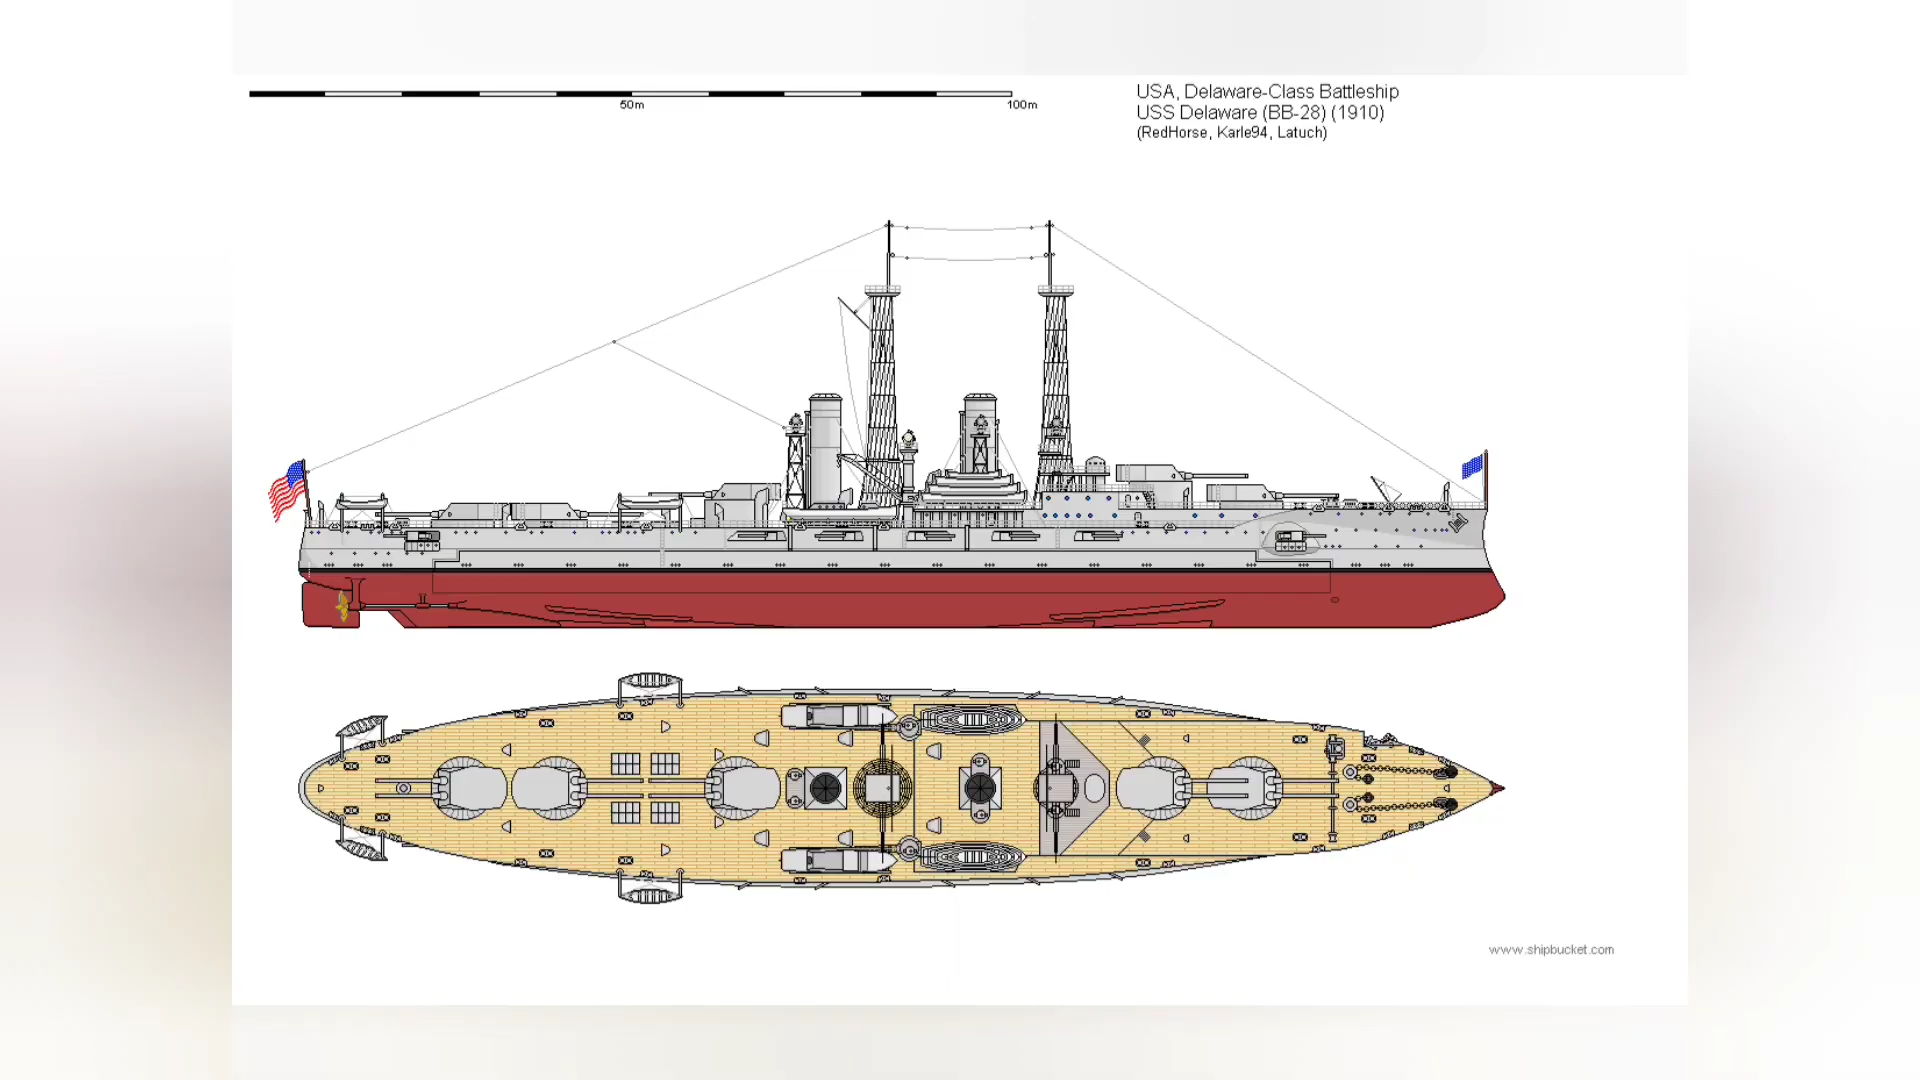 50m
100m
USA, Delaware-Class Battleship
USS Delaware (BB-28) (1910)
(RedHorse, Karle94, Latuch)
www.shipbucket.com